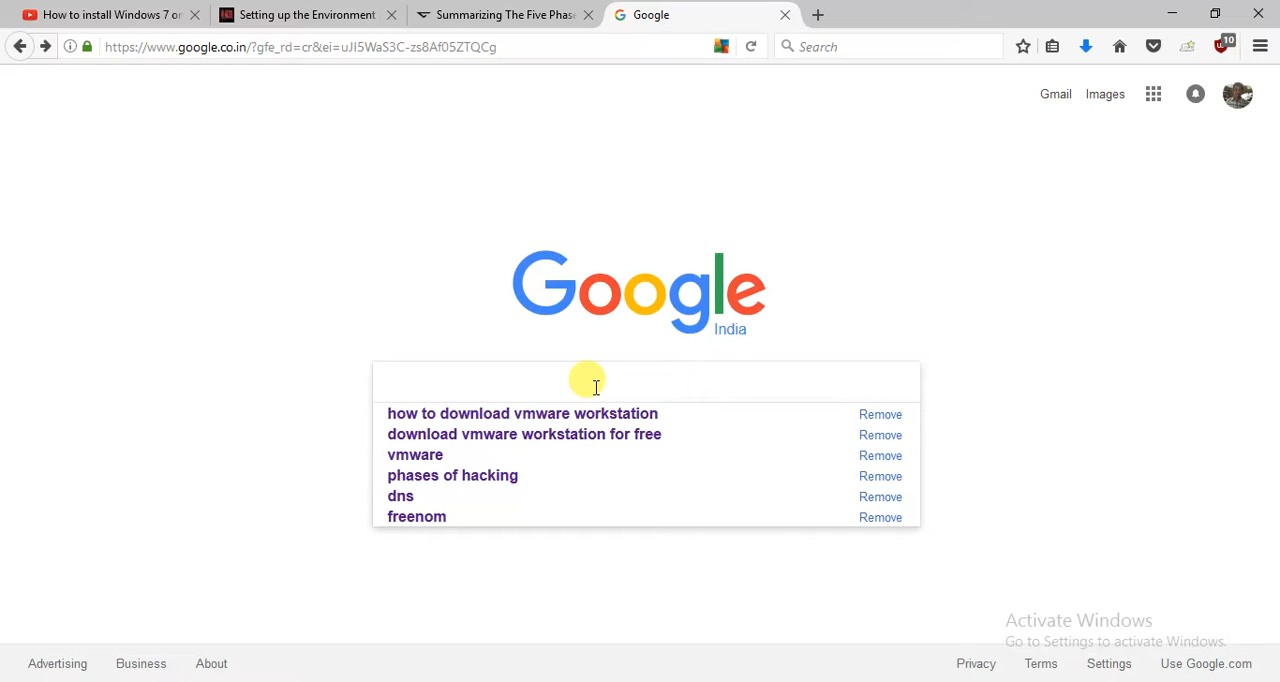 How to install Windows 7 or
Setting up the Environment
Summarizing The Five Phase
Google
https://www.google.co.in/?gfe_rd=cr&ei=uJI5WaS3C-zs8Af05ZTQCg
Search
10
Gmail Images
Google
India
how to download vmware workstation Remove
download vmware workstation for free Remove
vmware Remove
phases of hacking Remove
dns Remove
freenom Remove
Activate Windows
Go to Settings to activate Windows.
Advertising Business About Privacy Terms Settings Use Google.com